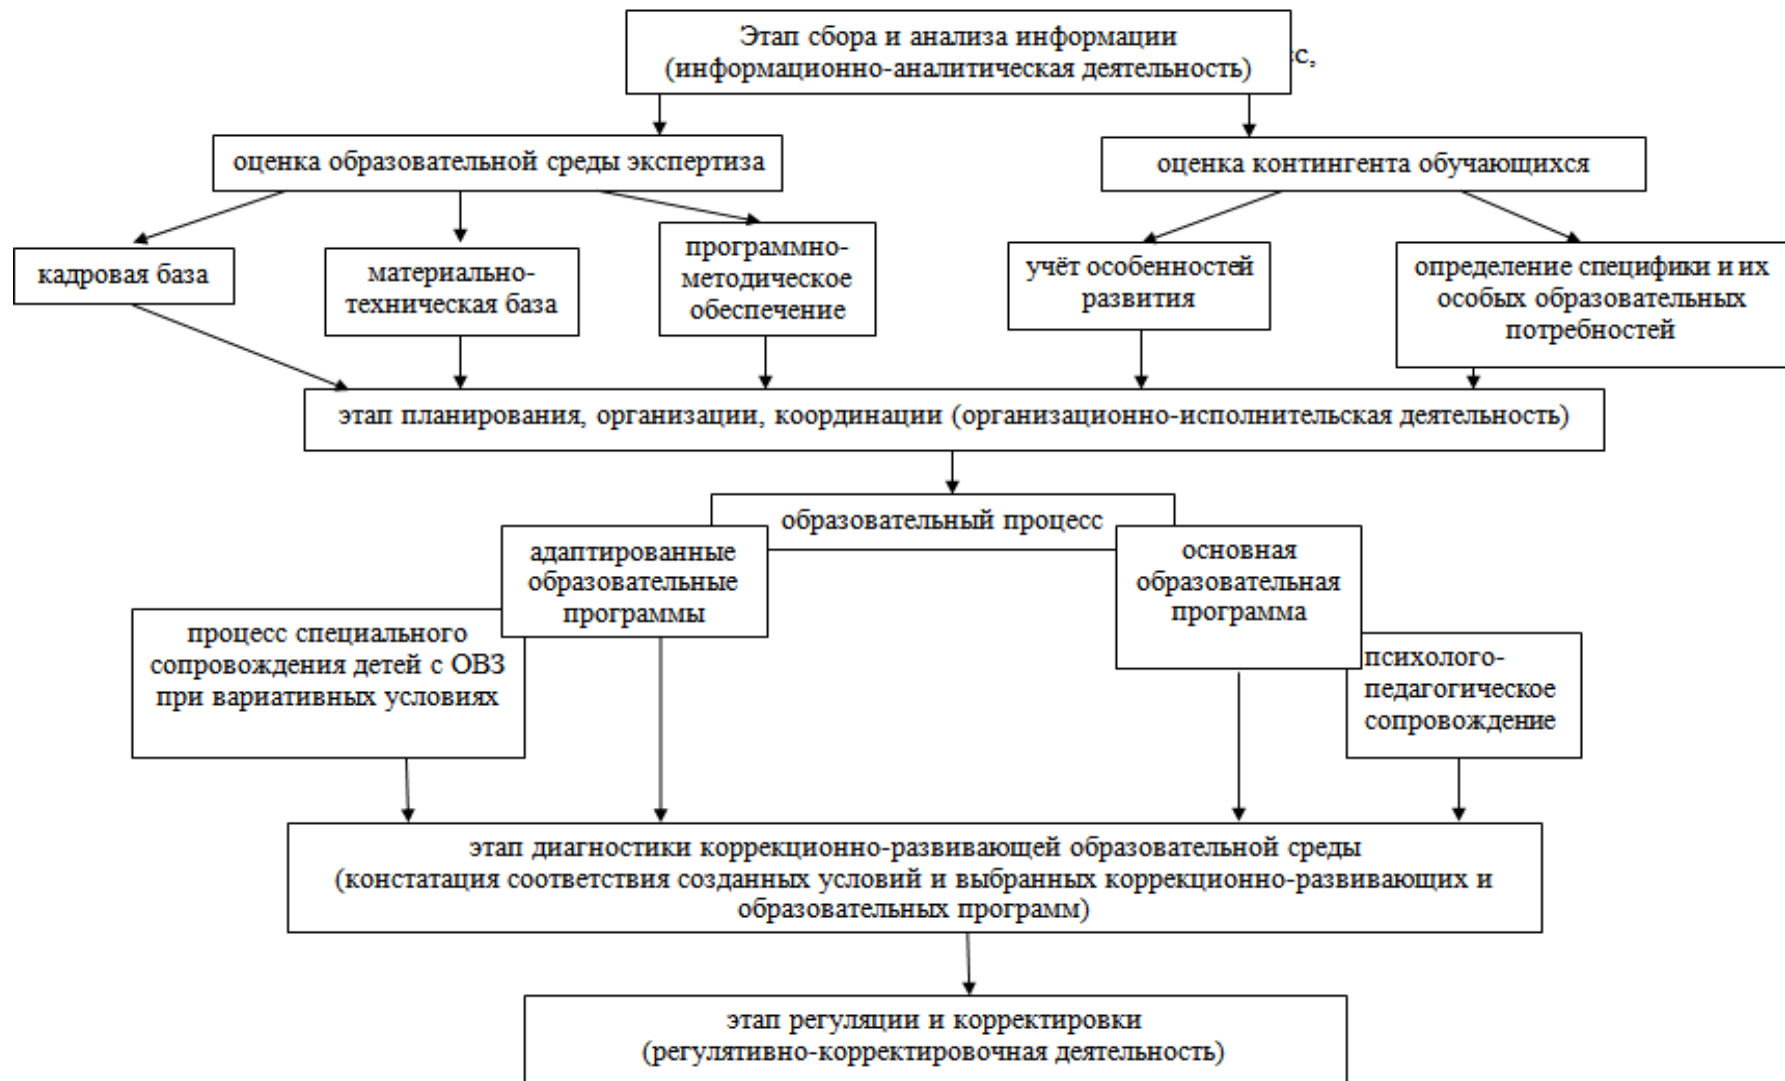 Этап сбора и анализа информации
(информационно-аналитическая деятельность)
сс,
оценка образовательной среды экспертиза
оценка контингента обучающихся
кадровая база
материально-
техническая база
программно-
методическое
обеспечение
учёт особенностей
развития
определение специфики и их
особых образовательных
потребностей
этап планирования, организации, координации (организационно-исполнительская деятельность)
образовательный процесс
адаптированные
образовательные
программы
основная
образовательная
программа
процесс специального
сопровождения детей с ОВЗ
при вариативных условиях
психолого-
педагогическое
сопровождение
этап диагностики коррекционно-развивающей образовательной среды
(констатация соответствия созданных условий и выбранных коррекционно-развивающих и
образовательных программ)
этап регуляции и корректировки
(регулятивно-корректировочная деятельность)